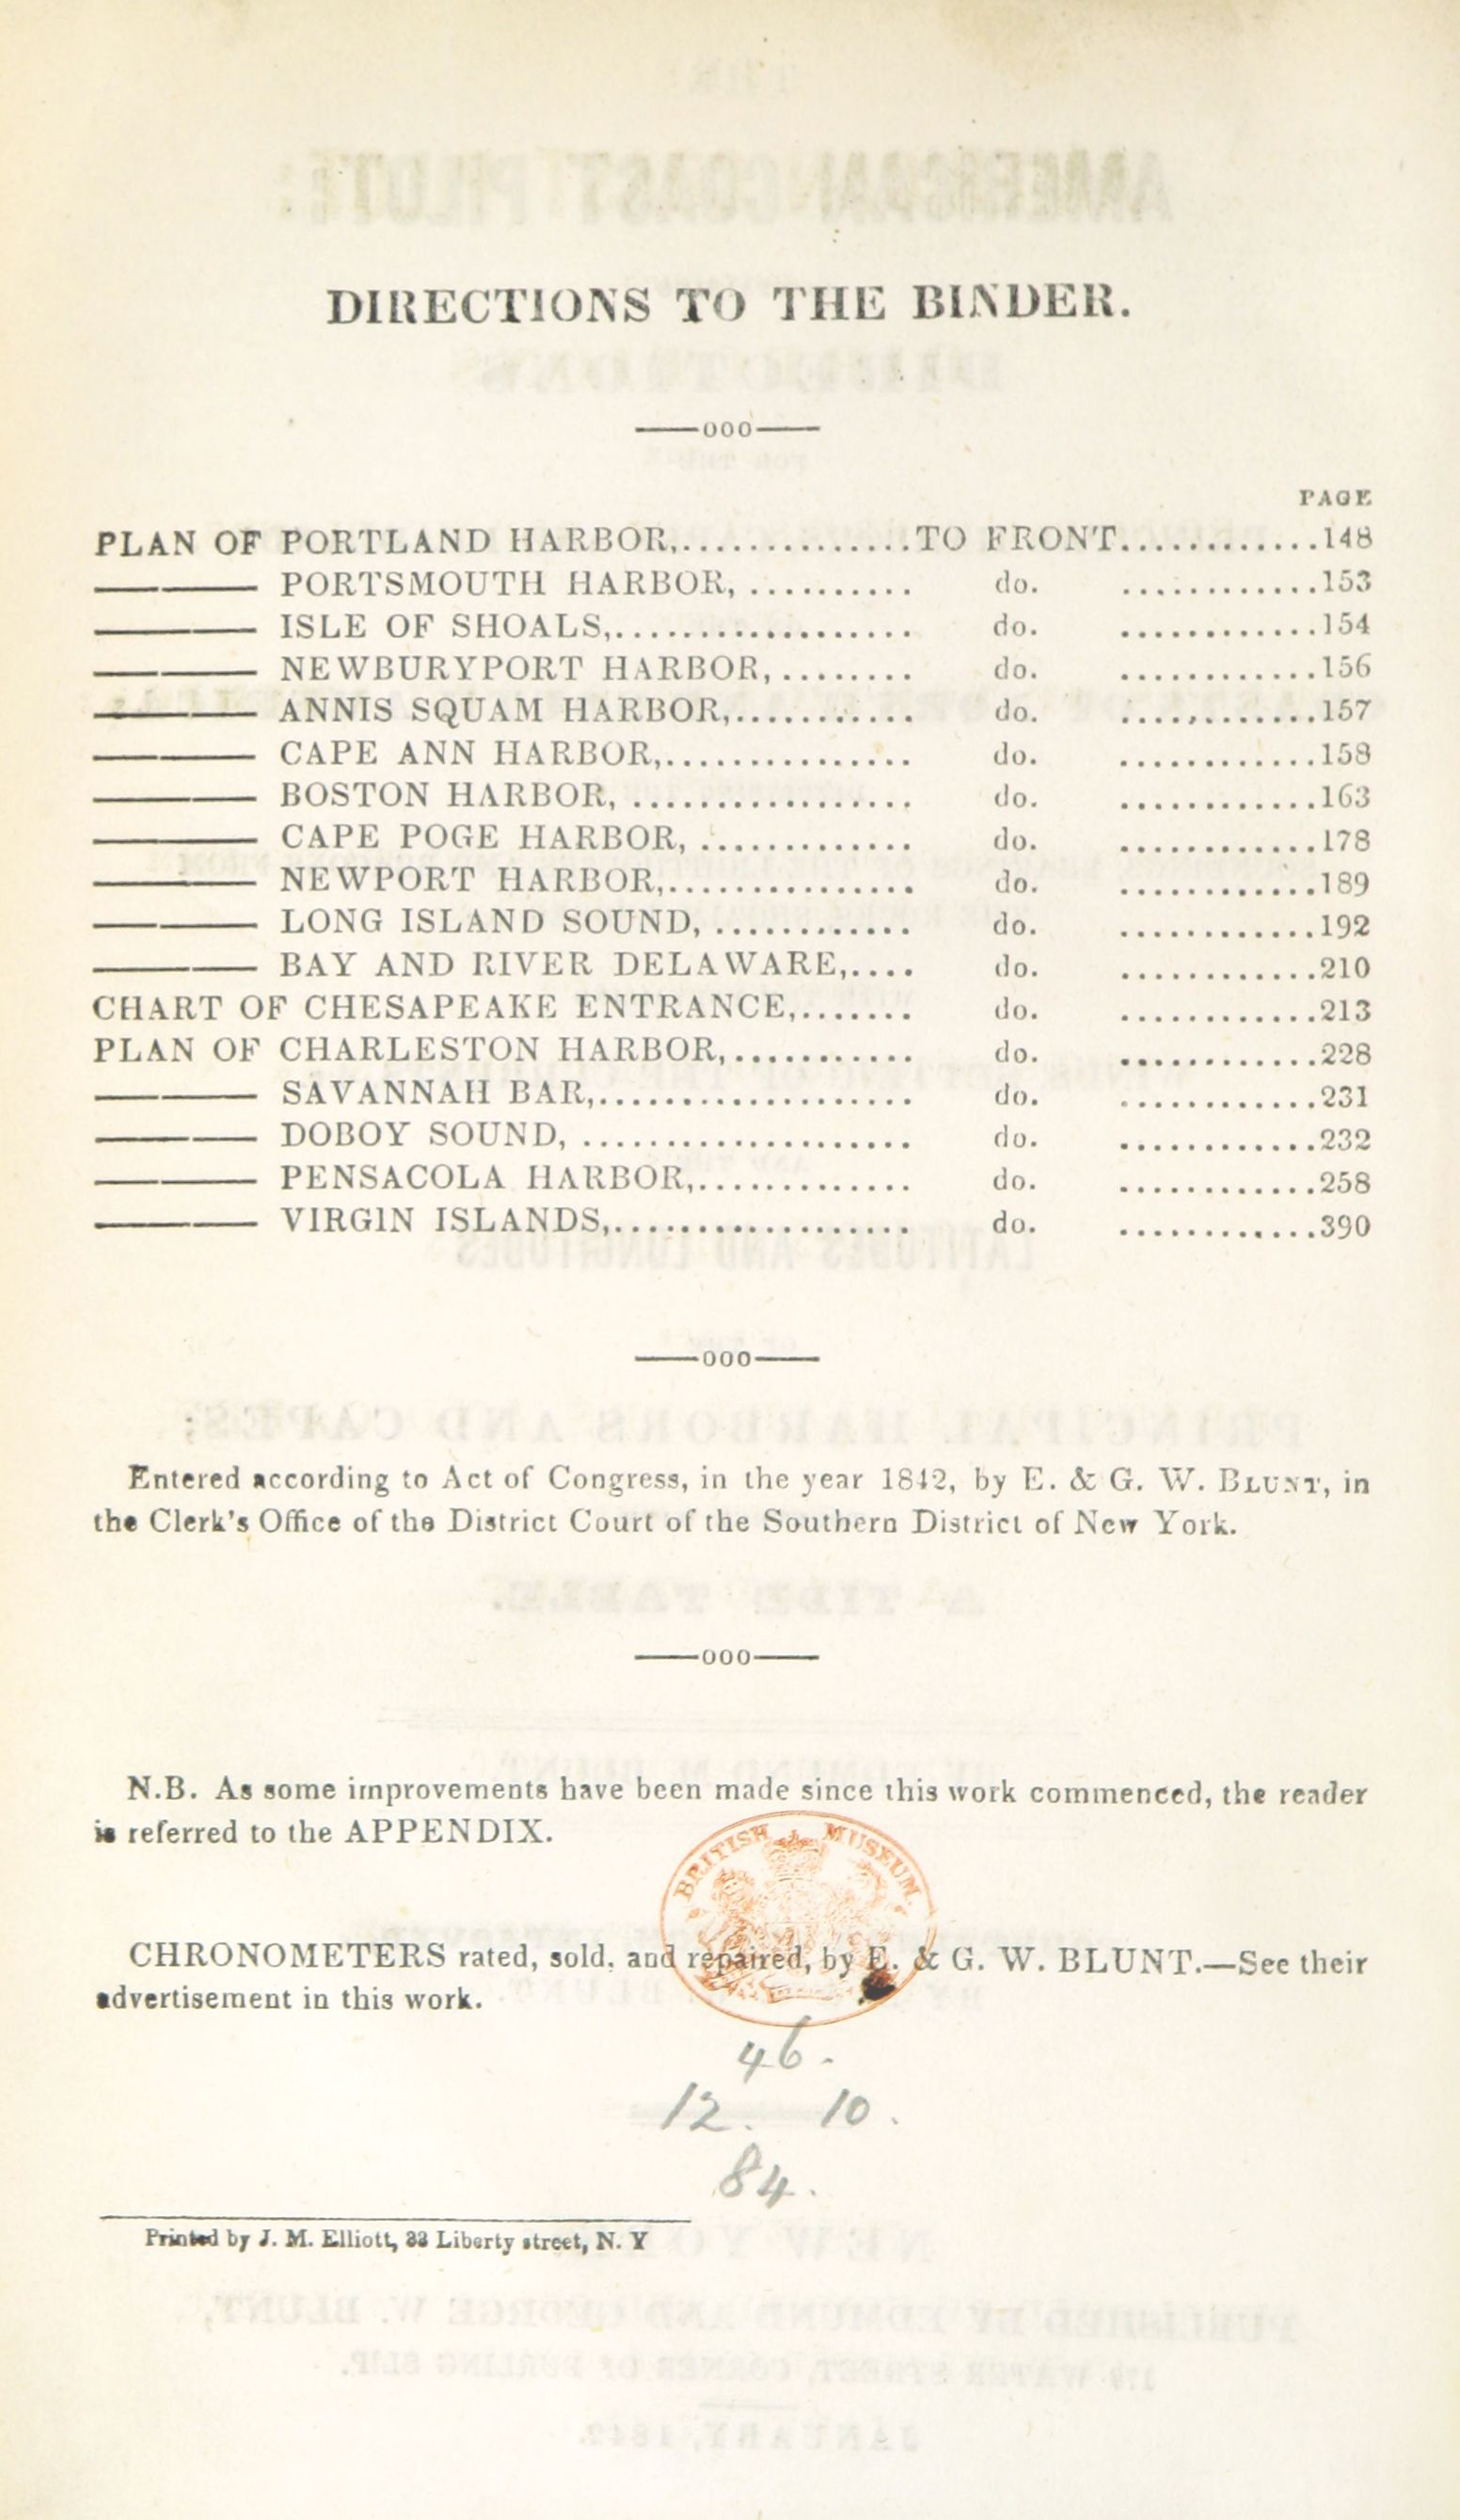 DIRECTIONS TO THE BINDER.
——ooo——
PAGE
PLAN OF PORTLAND HARBOR,...............TO FRONT.............148
————— PORTSMOUTH HARBOR, ........... do. ............153
————— ISLE OF SHOALS,................... do. ............154
————— NEWBURYPORT HARBOR,........ do. ............156
————— ANNIS SQUAM HARBOR,........... do. ............157
————— CAPE ANN HARBOR,................ do. ............158
————— BOSTON HARBOR, ................. do. ............163
————— CAPE POGE HARBOR, ............. do. ............178
————— NEWPORT HARBOR,................ do. ............189
————— LONG ISLAND SOUND, ............ do. ............192
————— BAY AND RIVER DELAWARE,.... do. ............210
CHART OF CHESAPEAKE ENTRANCE,....... do. ............213
PLAN OF CHARLESTON HARBOR,........... do. ............228
————— SAVANNAH BAR,.................... do. ............231
————— DOBOY SOUND, ..................... do. ............232
————— PENSACOLA HARBOR,.............. do. ............258
————— VIRGIN ISLANDS,................... do. ............390
——ooo——
Entered according to Act of Congress, in the year 1842, by E. & G. W. BLUNT, in
the Clerk's Office of the District Court of the Southern District of New York.
——ooo——
N.B. As some improvements have been made since this work commenced, the reader
is referred to the APPENDIX.
BRITISH MUSEUM
CHRONOMETERS rated, sold, and repaired, by E. & G. W. BLUNT.—See their
advertisement in this work.
46.
12. 10.
84.
Printed by J. M. Elliott, 33 Liberty street, N. Y